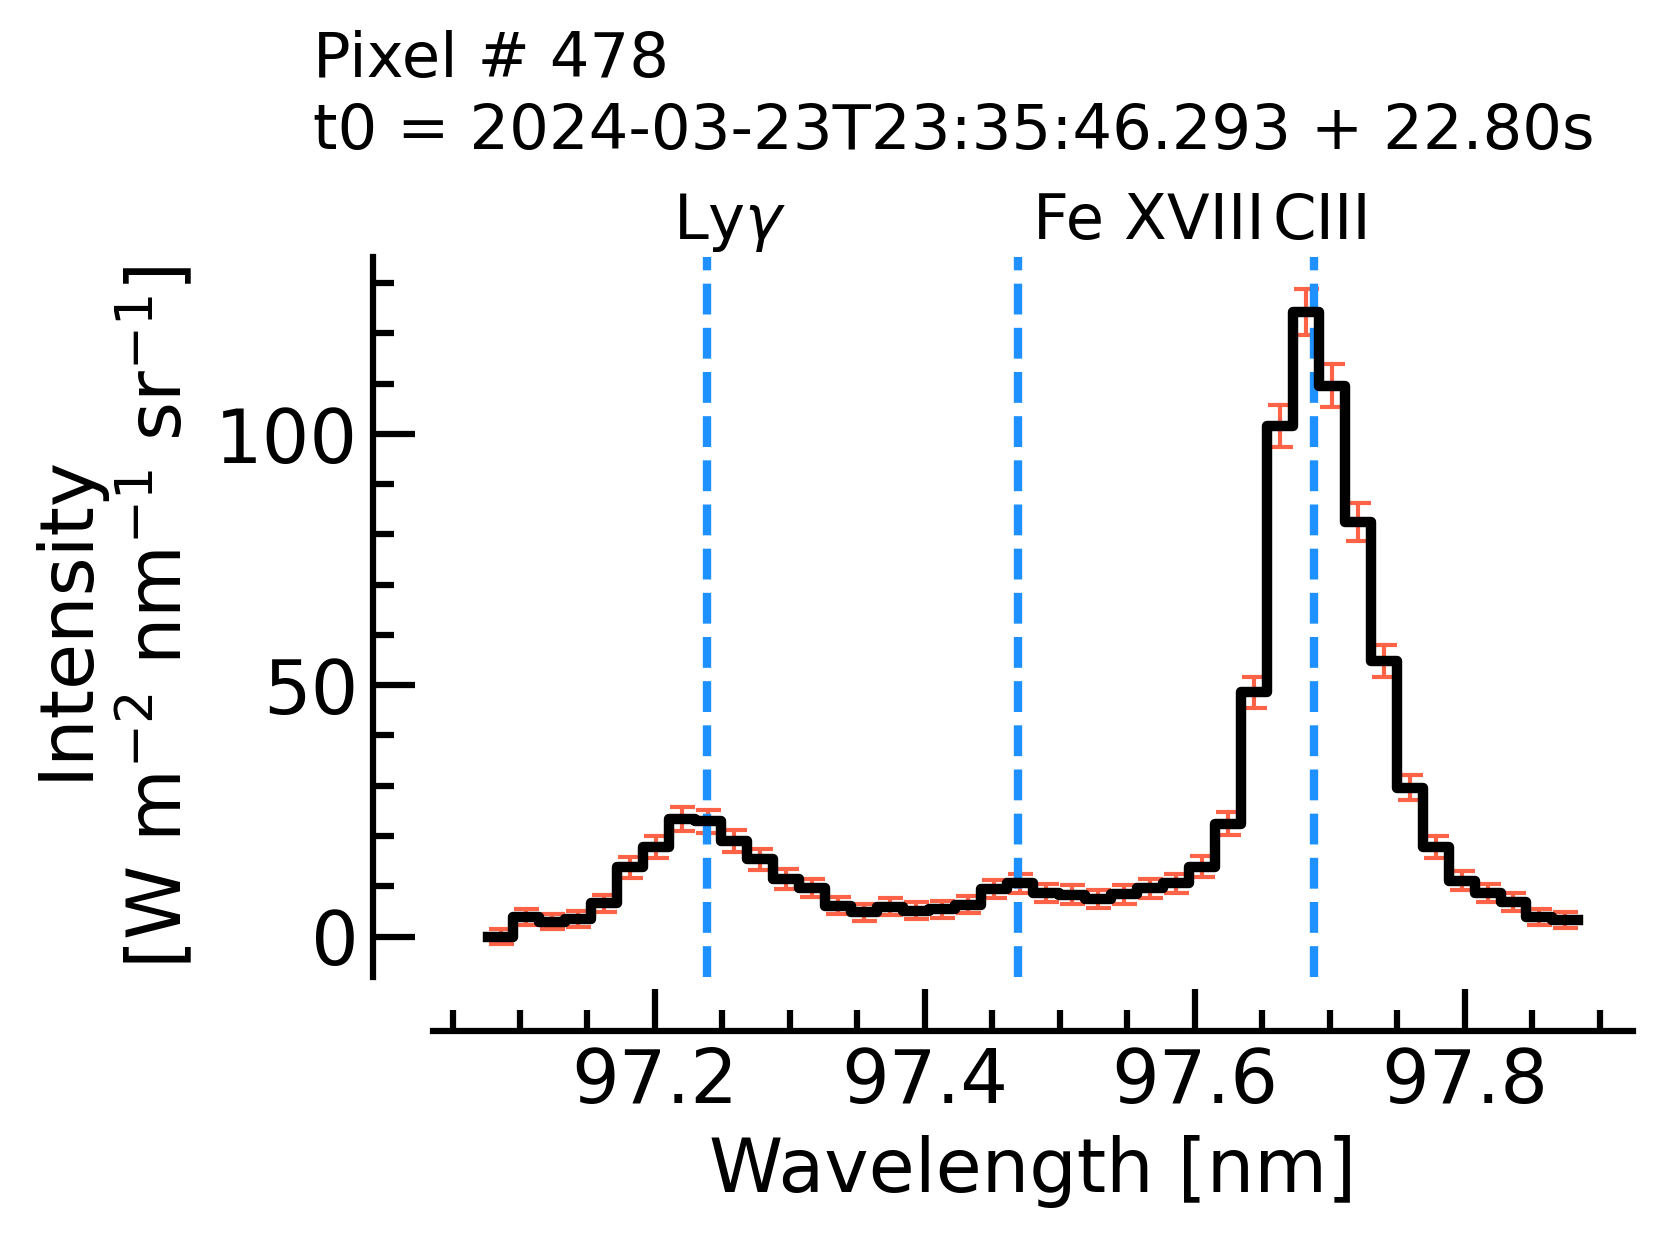 Pixel # 478
t0 = 2024-03-23T23:35:46.293 + 22.80s
Lyγ Fe XVIII CIII
Intensity
[W m⁻² nm⁻¹ sr⁻¹]
100
50
0
97.2 97.4 97.6 97.8
Wavelength [nm]